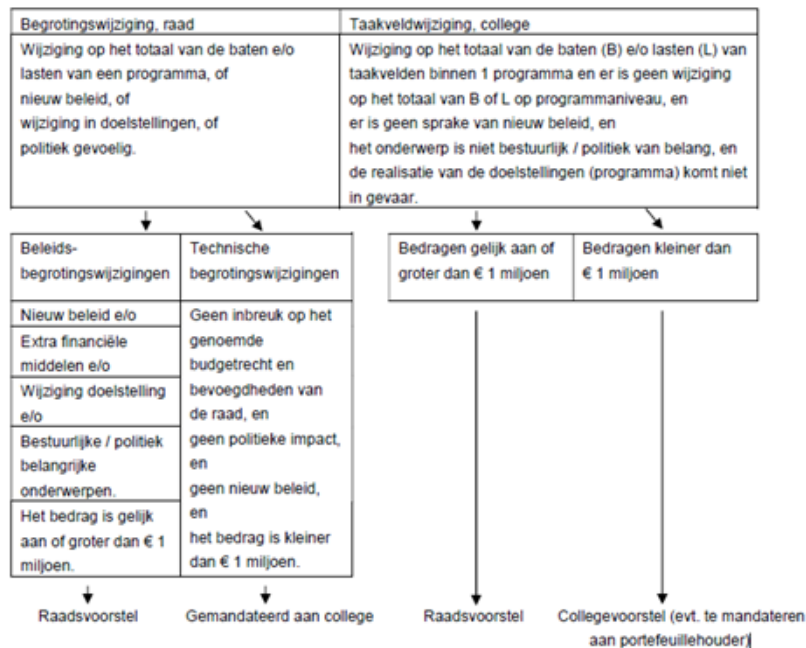 Begrotingswijziging, raad
Wijziging op het totaal van de baten e/o
lasten van een programma, of
nieuw beleid, of
wijziging in doelstellingen, of
politiek gevoelig.
Taakveldwijziging, college
Wijziging op het totaal van de baten (B) e/o lasten (L) van
taakvelden binnen 1 programma en er is geen wijziging
op het totaal van B of L op programmaniveau, en
er is geen sprake van nieuw beleid, en
het onderwerp is niet bestuurlijk / politiek van belang, en
de realisatie van de doelstellingen (programma) komt niet
in gevaar.
Beleids-
begrotingswijzigingen
Nieuw beleid e/o
Extra financiële
middelen e/o
Wijziging doelstelling
e/o
Bestuurlijke / politiek
belangrijke
onderwerpen.
Het bedrag is gelijk
aan of groter dan € 1
miljoen.
Raadsvoorstel
Technische
begrotingswijzigingen
Geen inbreuk op het
genoemde
budgetrecht en
bevoegdheden van
de raad, en
geen politieke impact,
en
geen nieuw beleid,
en
het bedrag is kleiner
dan € 1 miljoen.
Gemandateerd aan college
Bedragen gelijk aan of
groter dan € 1 miljoen
Raadsvoorstel
Bedragen kleiner dan
€ 1 miljoen
Collegevoorstel (evt. te mandateren
aan portefeuillehouder)